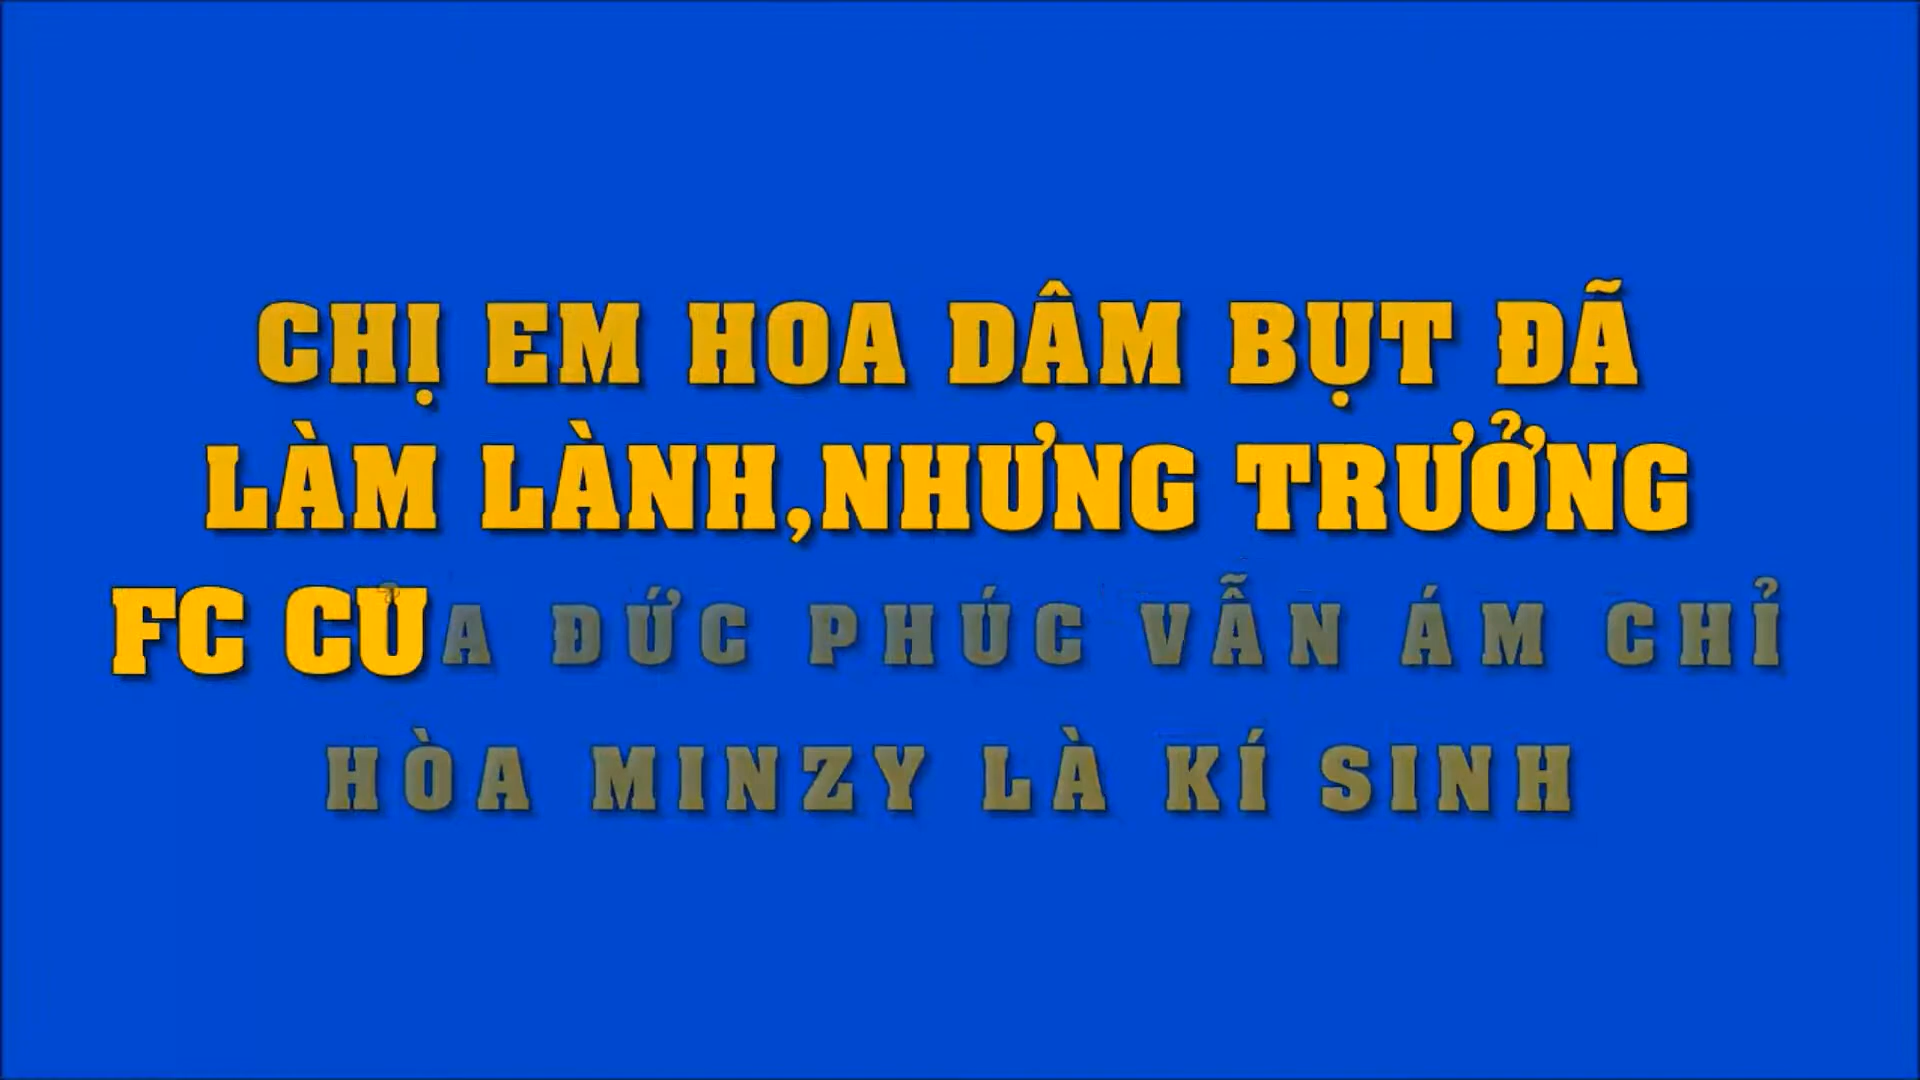 CHỊ EM HOA DÂM BỤT ĐÃ
LÀM LÀNH,NHƯNG TRƯỞNG
FC CỦA ĐỨC PHÚC VẪN ÁM CHỈ
HÒA MINZY LÀ KÍ SINH